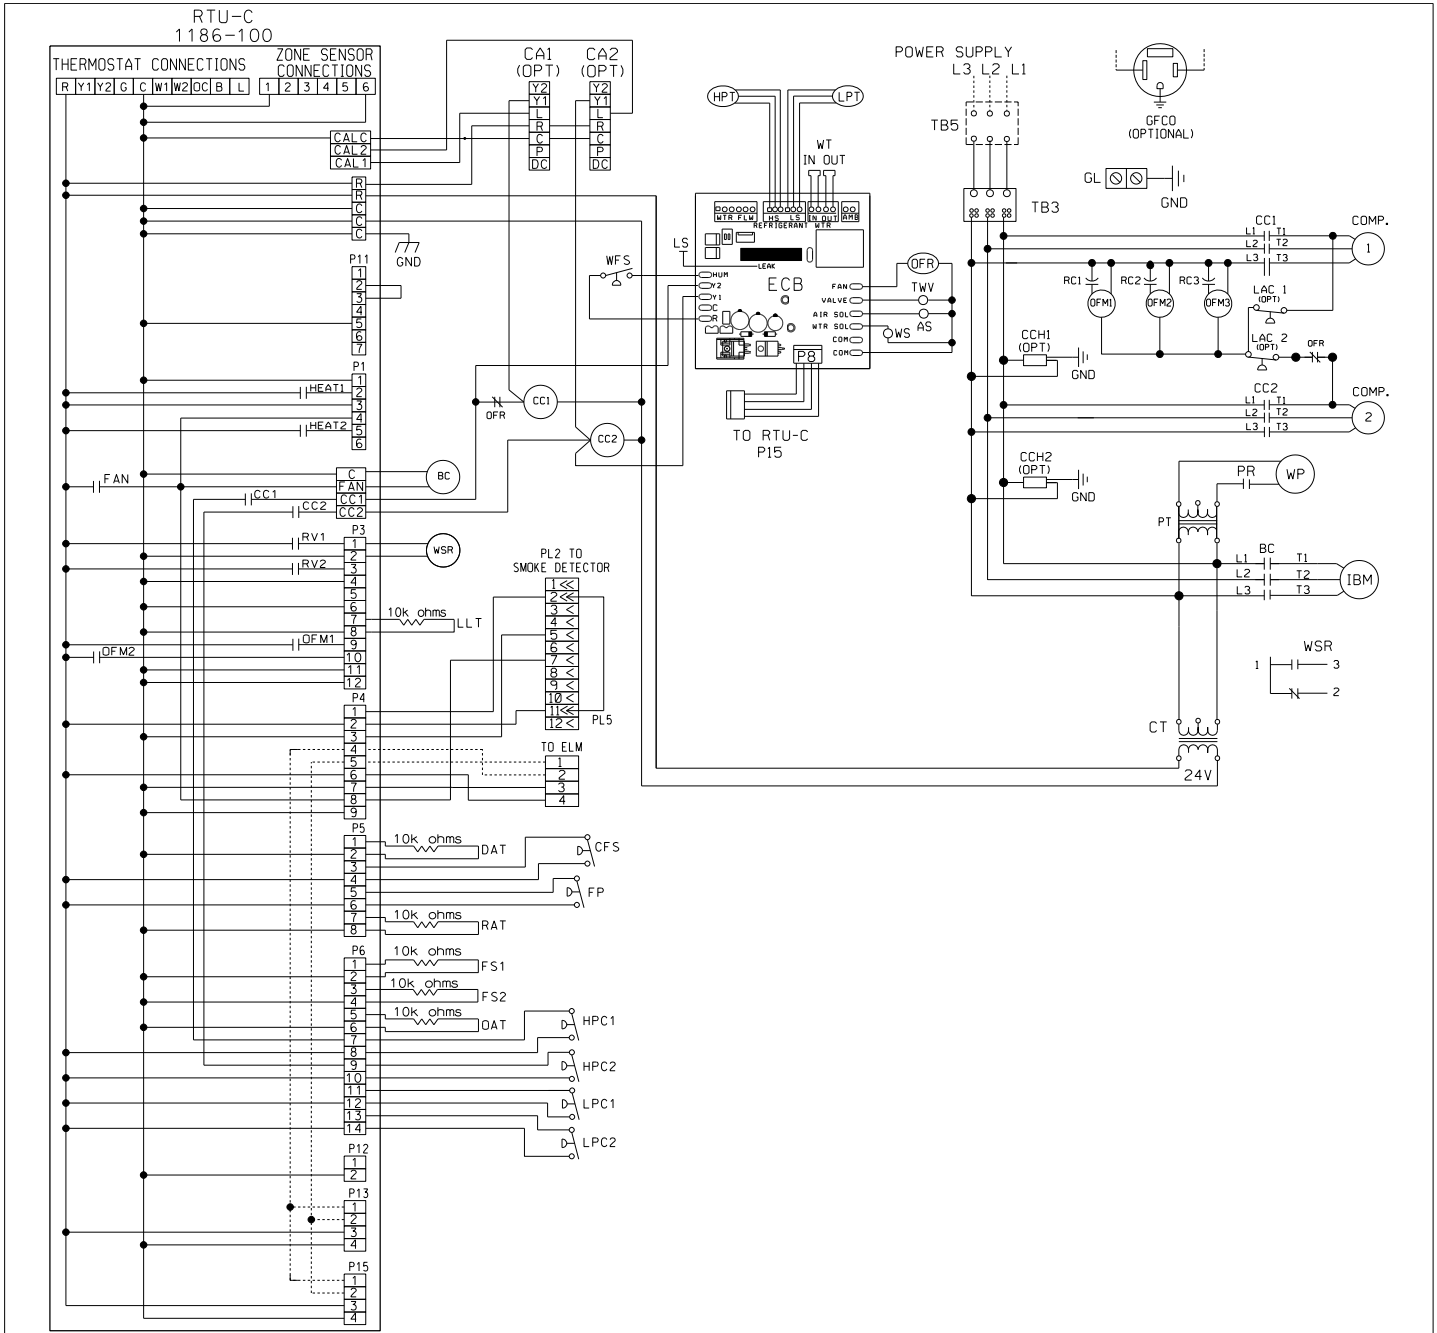 RTU-C
1186-100
THERMOSTAT CONNECTIONS
ZONE SENSOR
CONNECTIONS
R Y1 Y2 G C W1 W2 OC B L
1 2 3 4 5 6
CALC
CAL2
CAL1
R
R
C
C
C
GND
P11
1
2
3
4
5
6
7
P1
1
2
3
4
5
6
HEAT1
HEAT2
FAN
C
FAN
CC1
CC2
CC1
CC2
BC
P3
1
2
3
4
5
6
7
8
9
10
11
12
RV1
RV2
WSR
10k ohms
LLT
OFM1
OFM2
P4
1
2
3
4
5
6
7
8
9
P5
1
2
3
4
5
6
7
8
10k ohms
DAT
CFS
FP
10k ohms
RAT
P6
1
2
3
4
5
6
7
8
9
10
11
12
13
14
10k ohms
FS1
10k ohms
FS2
10k ohms
OAT
HPC1
HPC2
LPC1
LPC2
P12
1
2
P13
1
2
3
4
P15
1
2
3
4
CA1
(OPT)
Y2
Y1
L
R
C
P
DC
CA2
(OPT)
Y2
Y1
L
R
C
P
DC
OFR
CC1
CC2
PL2 TO
SMOKE DETECTOR
1
2
3
4
5
6
7
8
9
10
11
12
PL5
TO ELM
1
2
3
4
HPT
LPT
WT
IN OUT
WTR FLW
HS LS
REFRIGERANT
IN OUT
WTR
AMB
LS
LEAK
WFS
HUM
Y2
Y1
C
R
ECB
FAN
VALVE
AIR SOL
WTR SOL
COM
COM
P8
OFR
TWV
AS
WS
TO RTU-C
P15
POWER SUPPLY
L3 L2 L1
TB5
TB3
GFCO
(OPTIONAL)
GL
GND
CC1
L1 T1
L2 T2
L3 T3
COMP.
1
RC1
RC2
RC3
OFM1
OFM2
OFM3
LAC 1
(OPT)
LAC 2
(OPT)
OFR
CCH1
(OPT)
GND
CC2
L1 T1
L2 T2
L3 T3
COMP.
2
CCH2
(OPT)
GND
PR
WP
PT
BC
L1 T1
L2 T2
L3 T3
IBM
WSR
1 3
2
CT
24V